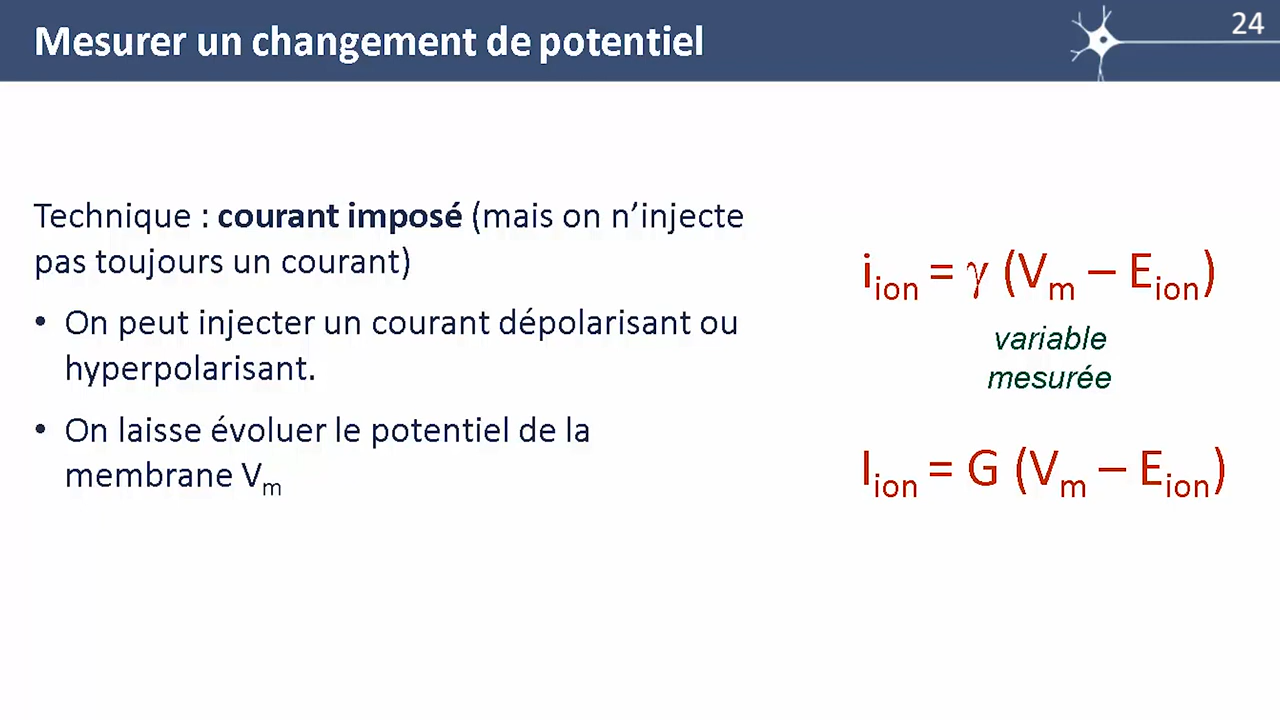 Mesurer un changement de potentiel
24
Technique : courant imposé (mais on n’injecte
pas toujours un courant)
• On peut injecter un courant dépolarisant ou
hyperpolarisant.
• On laisse évoluer le potentiel de la
membrane Vm
iion = γ (Vm – Eion)
variable
mesurée
Iion = G (Vm – Eion)